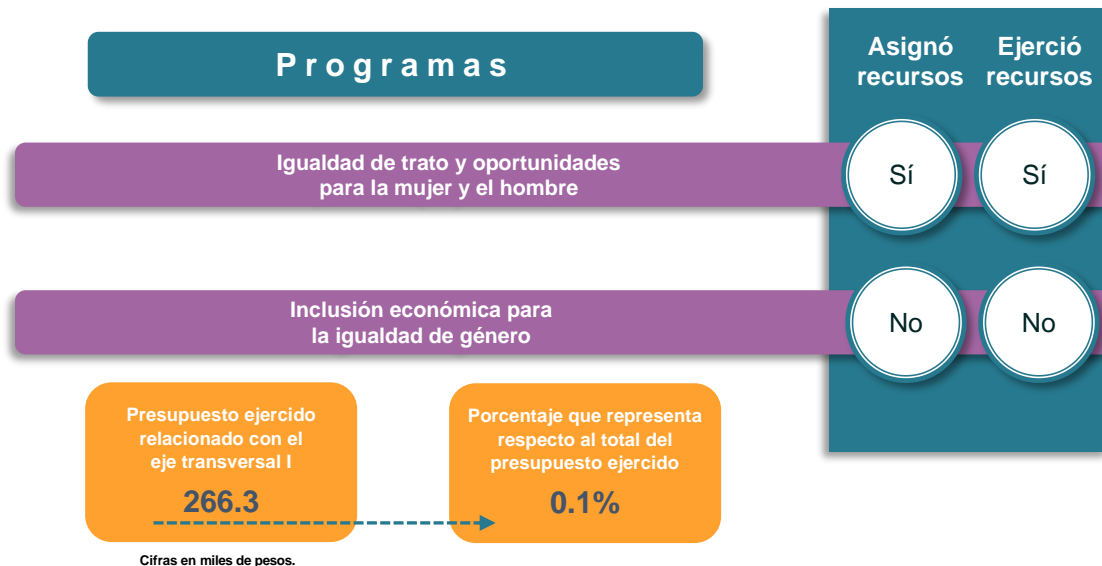 Programas
Asignó
recursos
Ejerció
recursos
Igualdad de trato y oportunidades
para la mujer y el hombre
Sí
Sí
Inclusión económica para
la igualdad de género
No
No
Presupuesto ejercido
relacionado con el
eje transversal I
266.3
Porcentaje que representa
respecto al total del
presupuesto ejercido
0.1%
Cifras en miles de pesos.